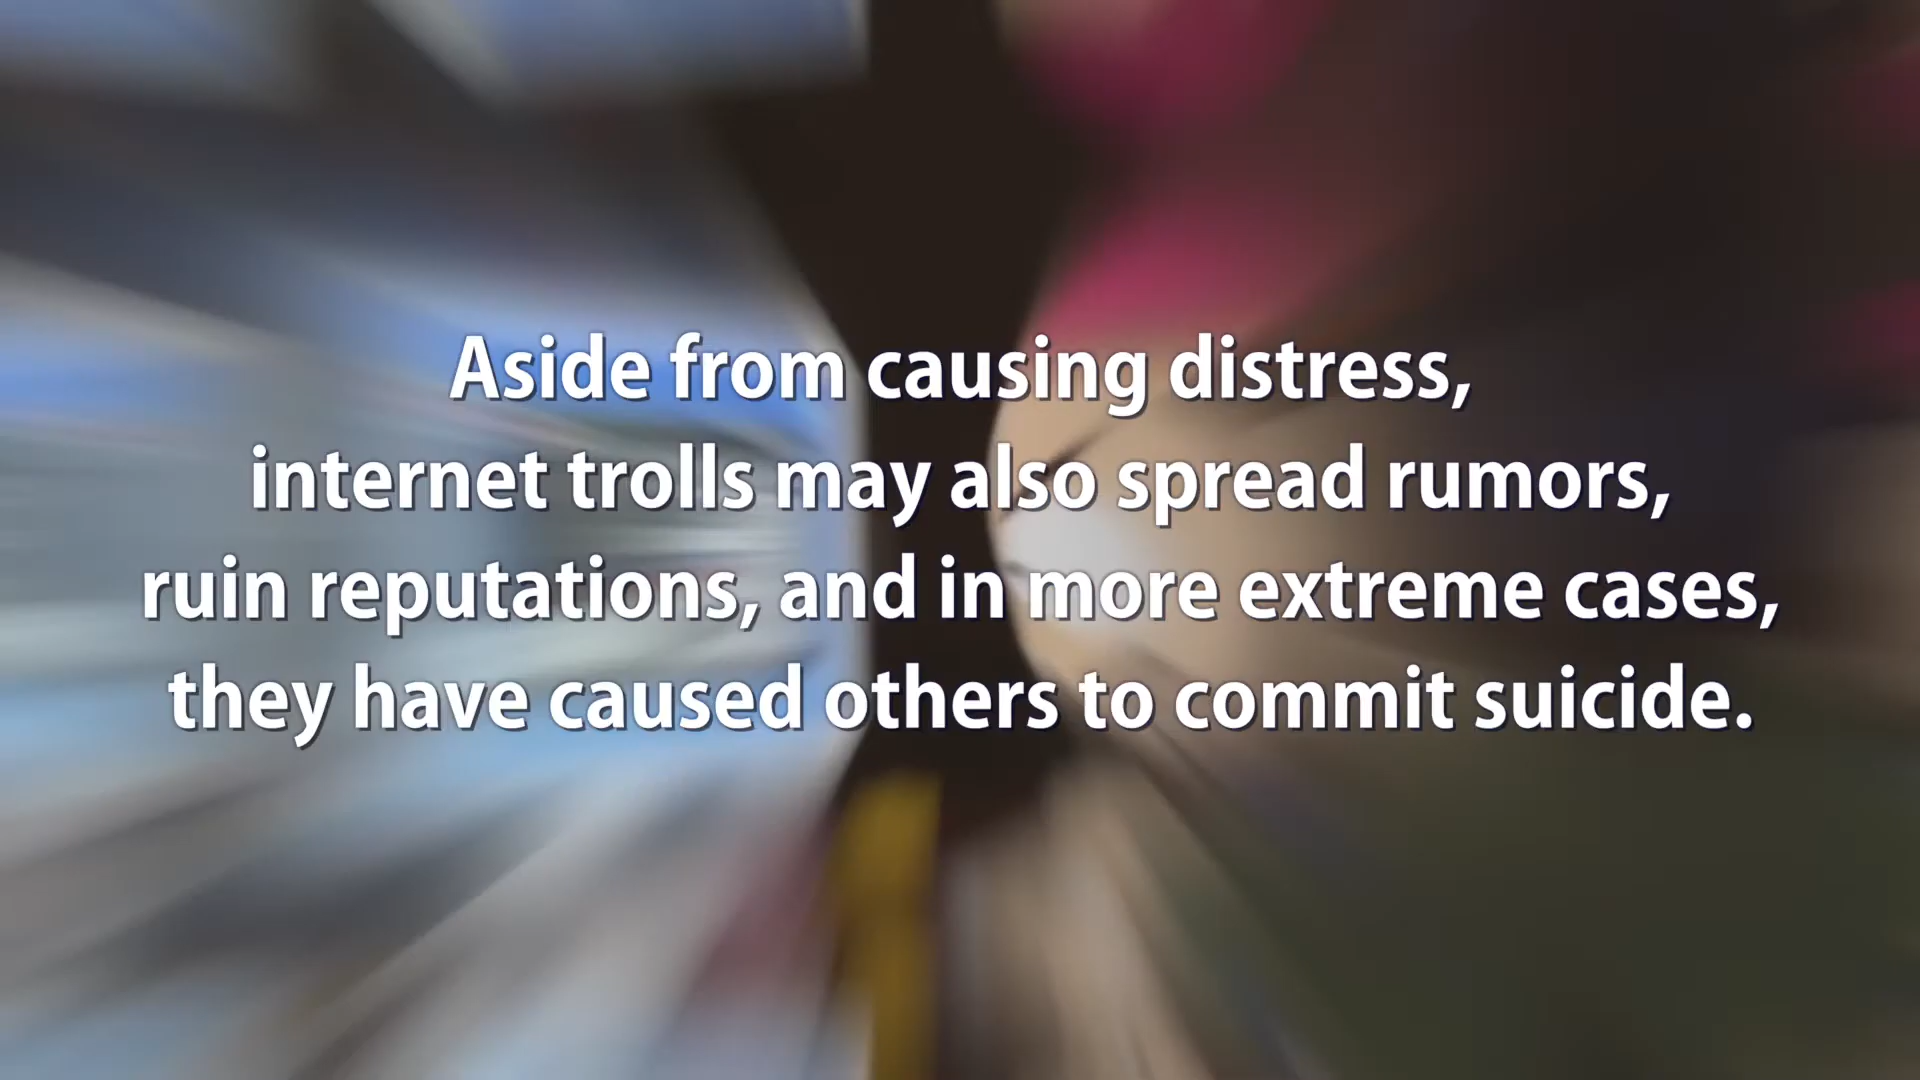 Aside from causing distress,
internet trolls may also spread rumors,
ruin reputations, and in more extreme cases,
they have caused others to commit suicide.